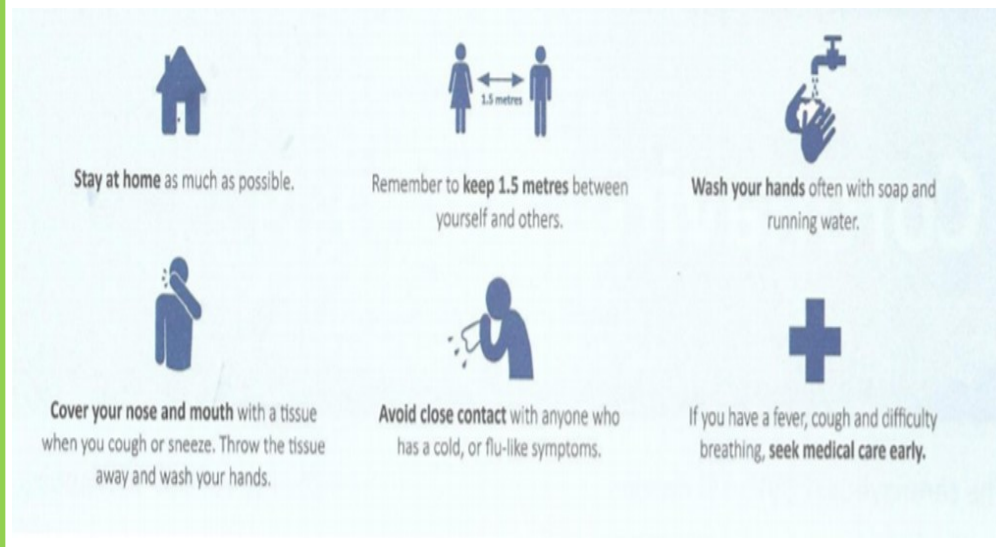 Stay at home as much as possible.
1.5 metres
Remember to keep 1.5 metres between
yourself and others.
Wash your hands often with soap and
running water.
Cover your nose and mouth with a tissue
when you cough or sneeze. Throw the tissue
away and wash your hands.
Avoid close contact with anyone who
has a cold, or flu-like symptoms.
If you have a fever, cough and difficulty
breathing, seek medical care early.